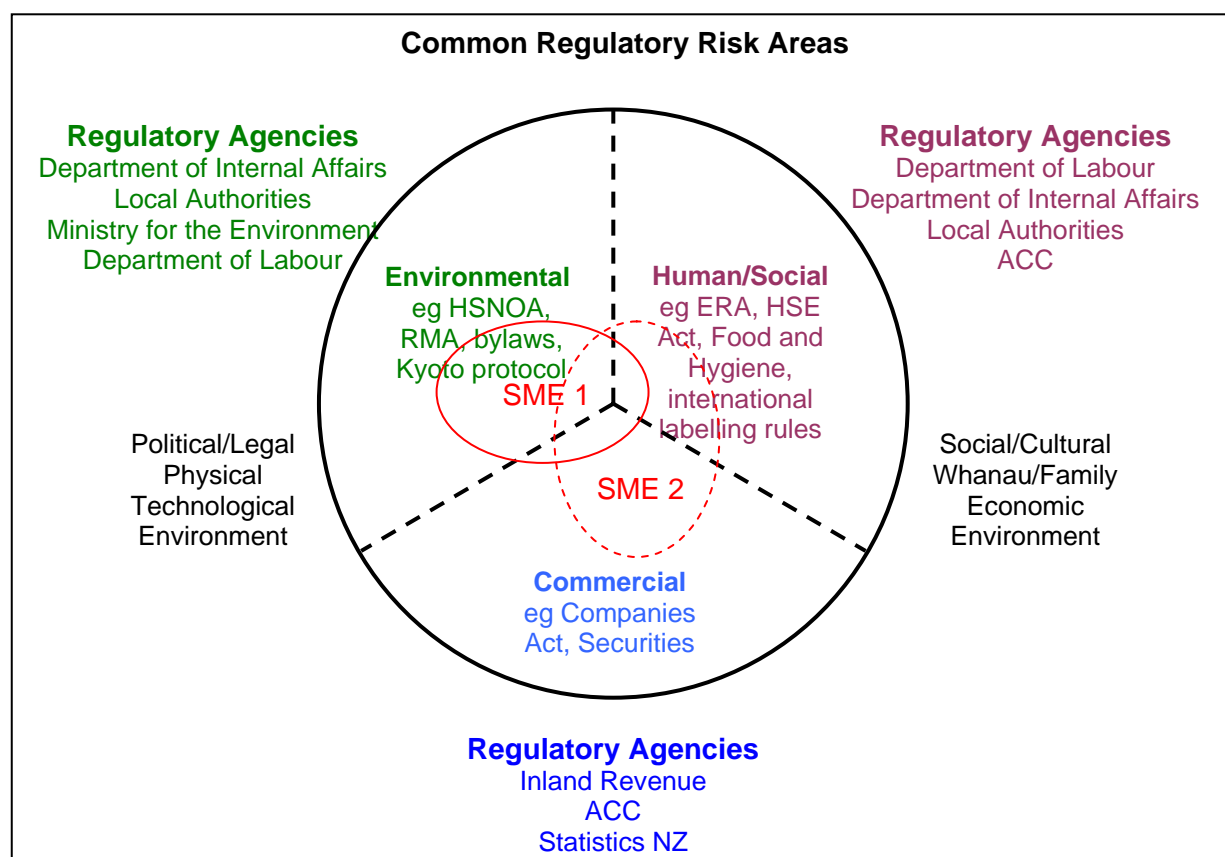 Common Regulatory Risk Areas
Regulatory Agencies
Department of Internal Affairs
Local Authorities
Ministry for the Environment
Department of Labour
Regulatory Agencies
Department of Labour
Department of Internal Affairs
Local Authorities
ACC
Environmental
eg HSNOA,
RMA, bylaws,
Kyoto protocol
Human/Social
eg ERA, HSE
Act, Food and
Hygiene,
international
labelling rules
SME 1
SME 2
Political/Legal
Physical
Technological
Environment
Social/Cultural
Whanau/Family
Economic
Environment
Commercial
eg Companies
Act, Securities
Regulatory Agencies
Inland Revenue
ACC
Statistics NZ